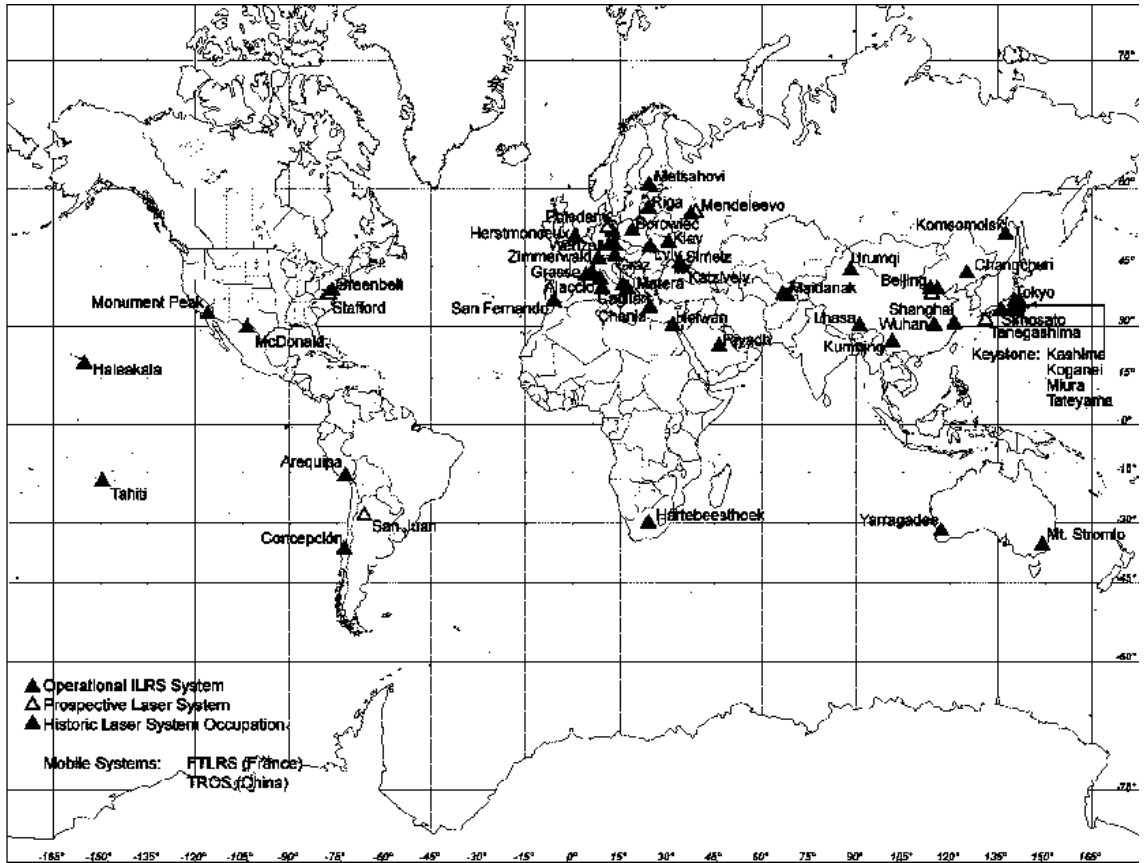 75°
Metsahovi
60°
Riga
Mendeleevo
Potsdam
Borowiec
Komsomolsk
Herstmonceux
Kiev
Lviv
Zimmerwald
Graz
Simeiz
Urumqi
Changchun
45°
Greenbelt
Grasse
Katzively
Beijing
Ajaccio
Matera
Maidanak
Tokyo
Monument Peak
Stafford
Cagliari
San Fernando
Chania
Helwan
Lhasa
Shanghai
Wuhan
Simosato
30°
Tanegashima
McDonald
Riyadh
Kunming
Keystone: Kashima
Haleakala
Koganei
15°
Miura
Tateyama
-0°
Arequipa
-15°
Tahiti
San Juan
Hartebeesthoek
Yarragadee
-30°
Concepción
Mt. Stromlo
-45°
-60°
Operational ILRS System
Prospective Laser System
Historic Laser System Occupation
Mobile Systems: FTLRS (France)
TROS (China)
-75°
-165° -150° -135° -120° -105° -90° -75° -60° -45° -30° -15° 0° 15° 30° 45° 60° 75° 90° 105° 120° 135° 150° 165°